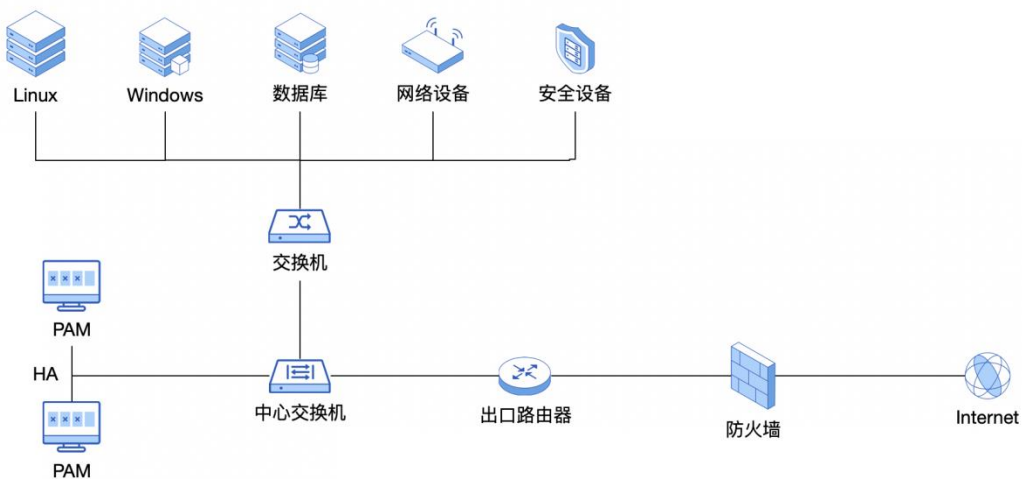 Linux
Windows
数据库
网络设备
安全设备
交换机
PAM
HA
中心交换机
出口路由器
防火墙
Internet
PAM